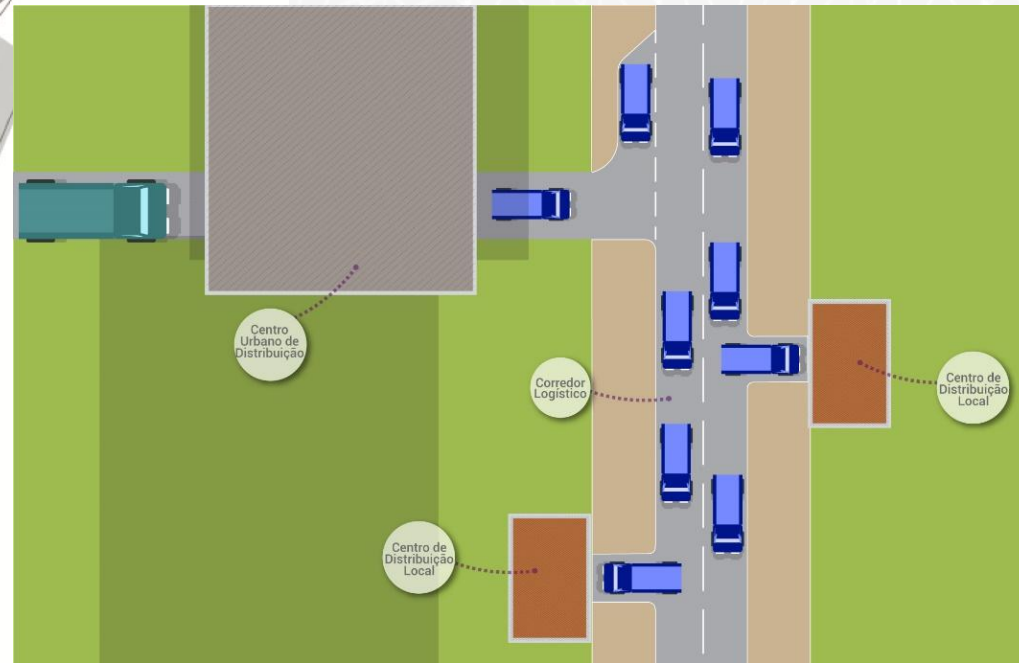 Centro
Urbano de
Distribuição
Corredor
Logístico
Centro de
Distribuição
Local
Centro de
Distribuição
Local